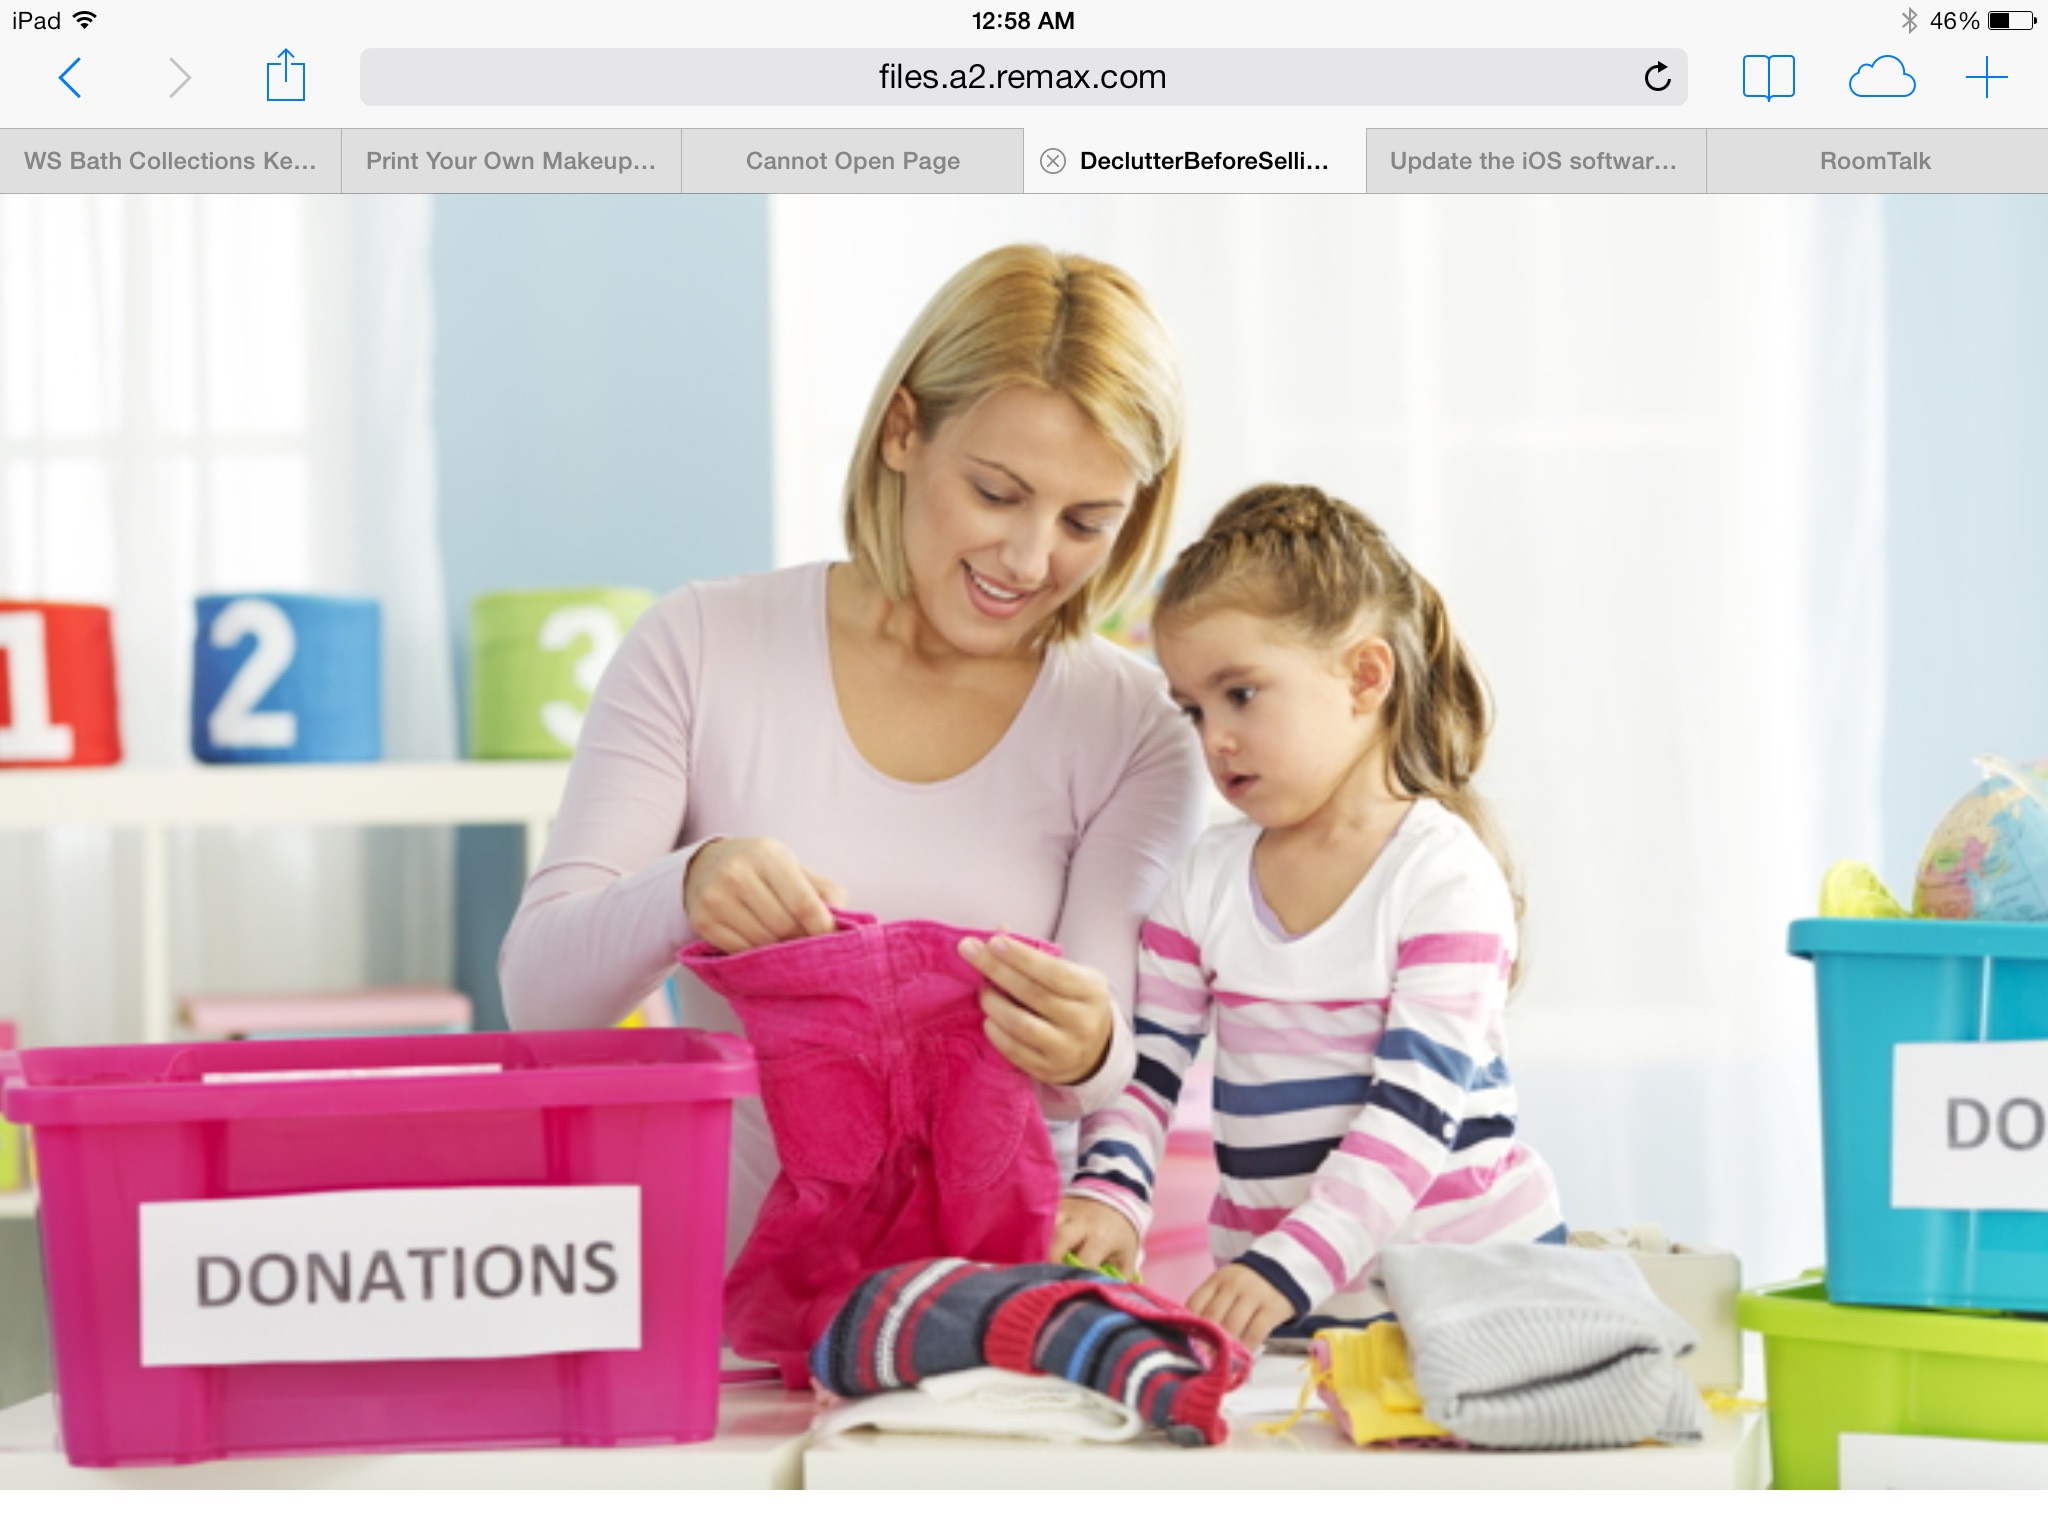 iPad
12:58 AM
46%
files.a2.remax.com
WS Bath Collections Ke...
Print Your Own Makeup...
Cannot Open Page
DeclutterBeforeSelli...
Update the iOS softwar...
RoomTalk
1
2
3
DO
DONATIONS